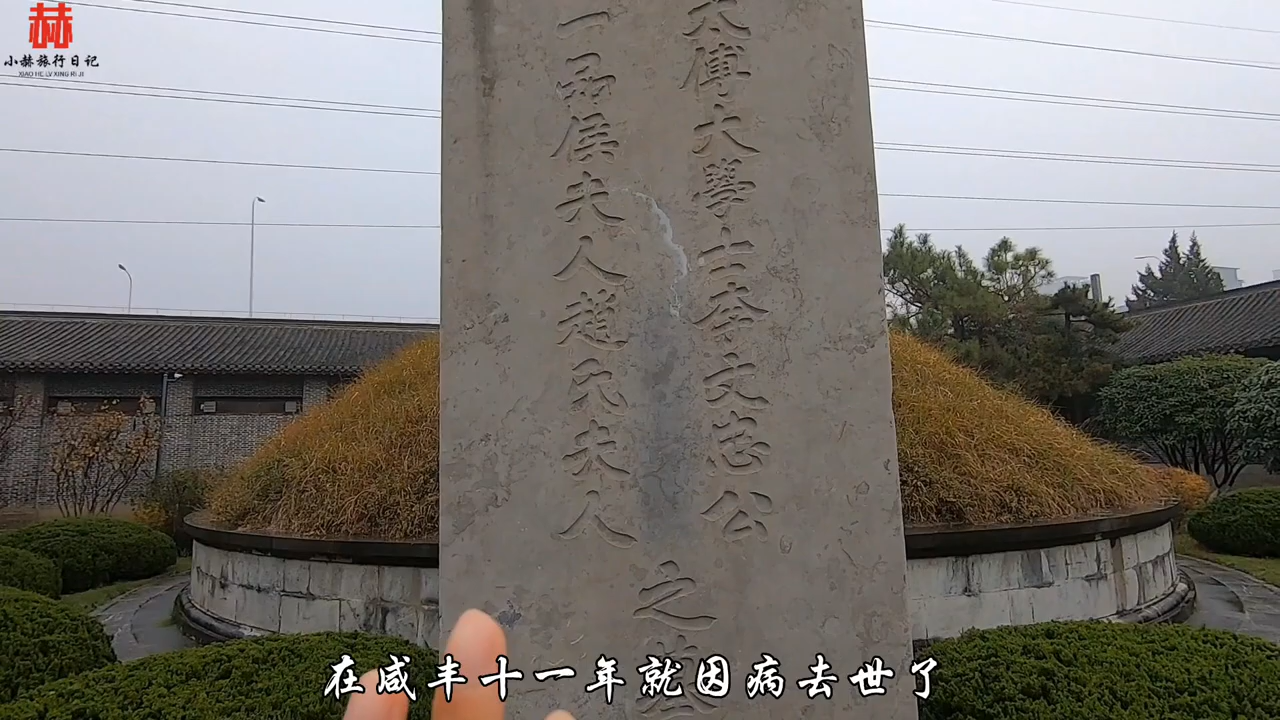 赫
小赫旅行日记
XIAO HE LV XING RI JI
太傅大學士李文忠公
一品侯夫人趙氏夫人
之墓
在咸丰十一年就因病去世了